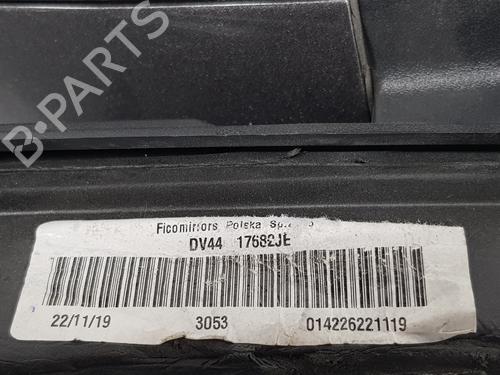 B-PARTS
Ficomirrors Polska Sp.z
DV44 17682JE
22/11/19 3053 014226221119